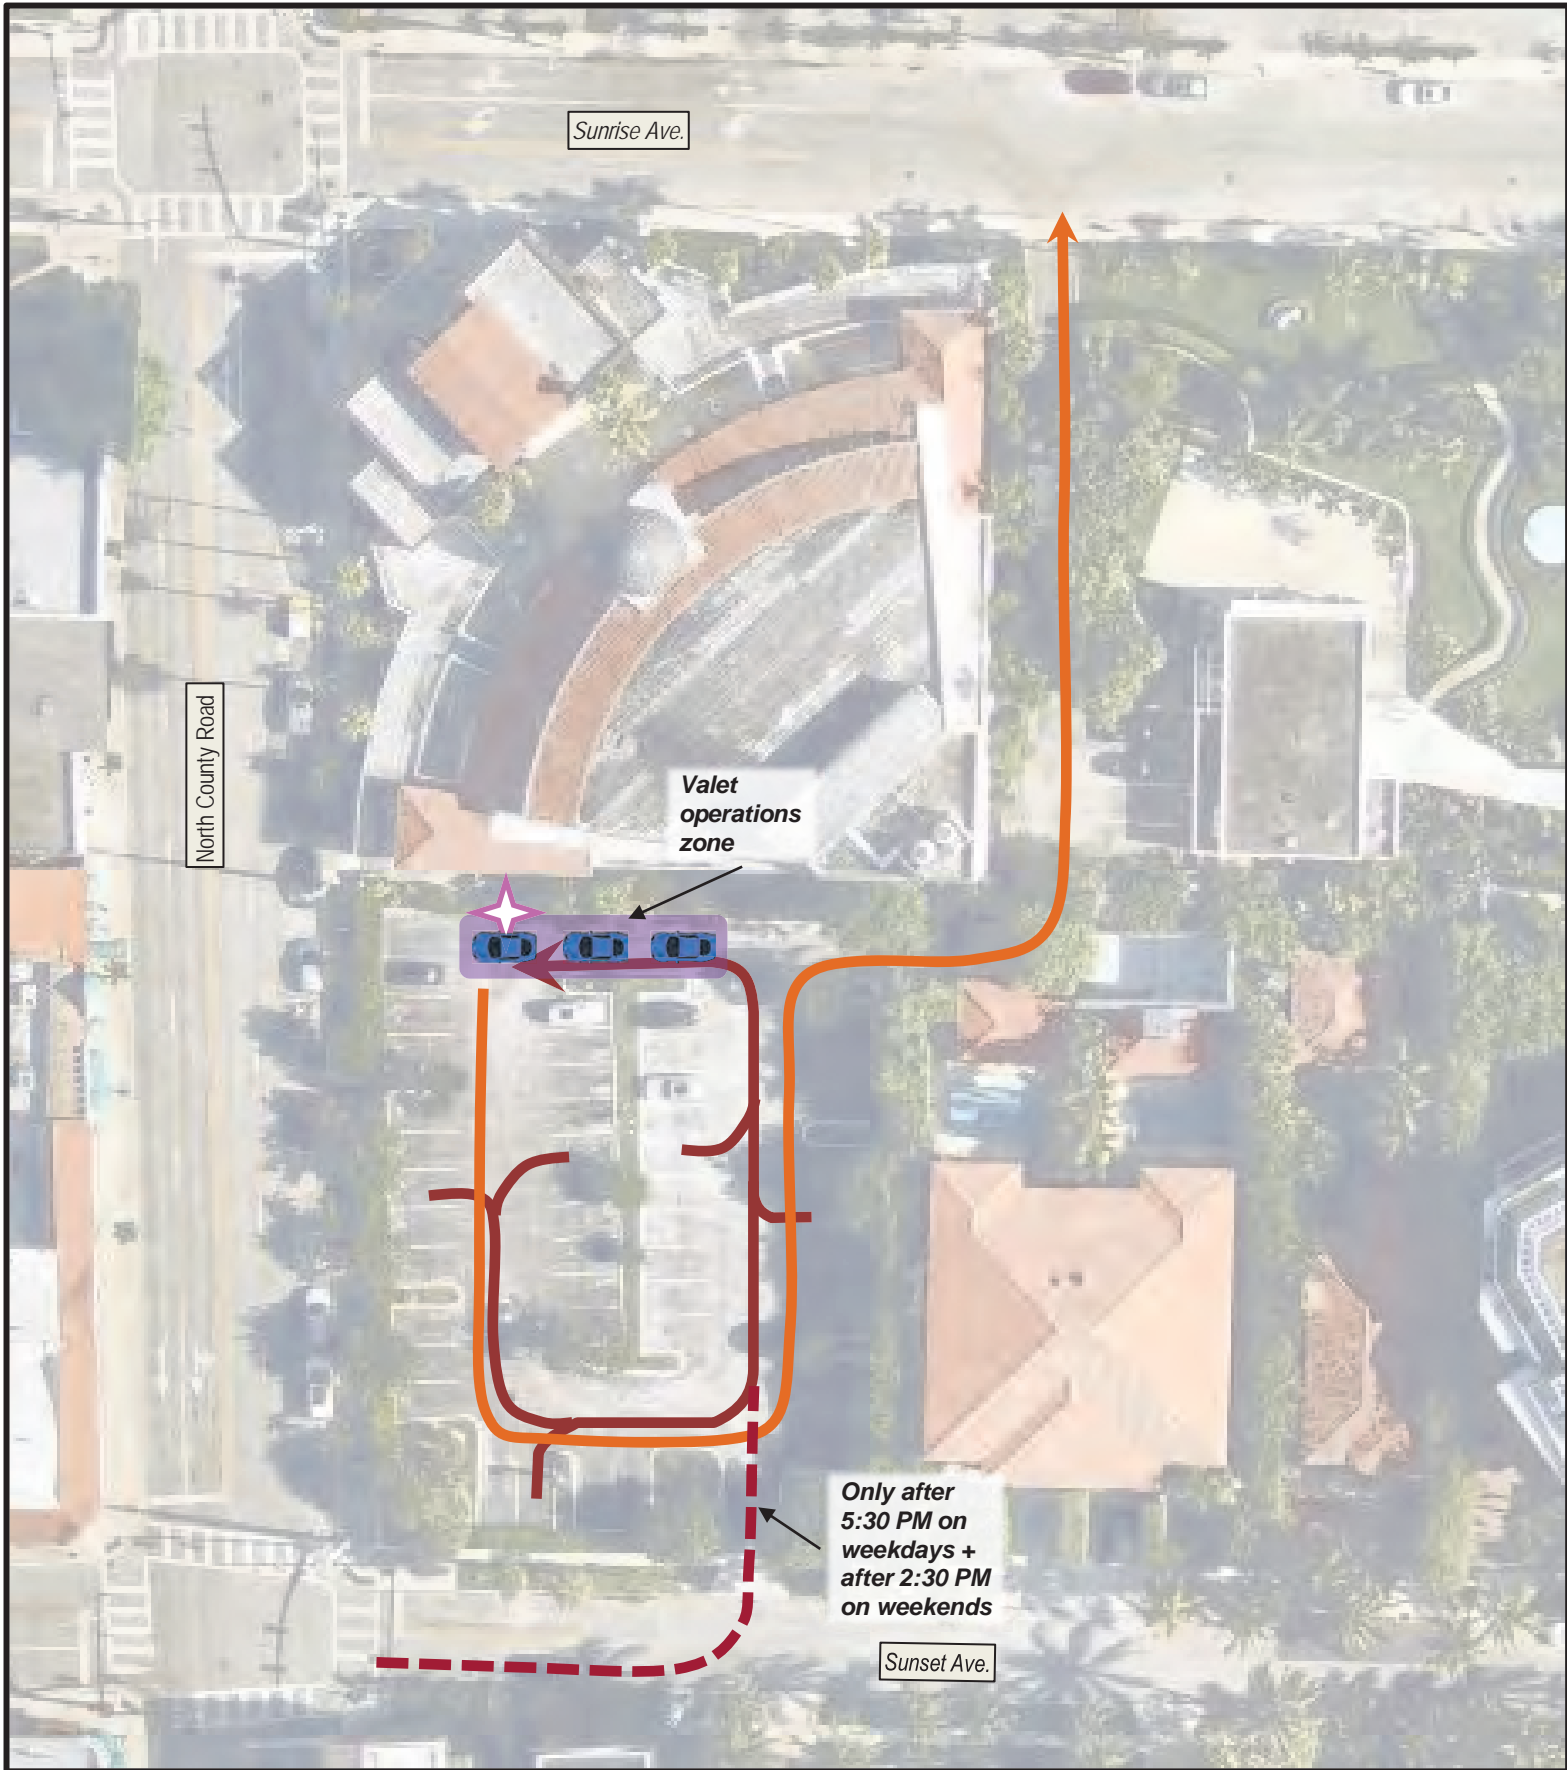 Sunrise Ave.
North County Road
Valet
operations
zone
Only after
5:30 PM on
weekdays +
after 2:30 PM
on weekends
Sunset Ave.